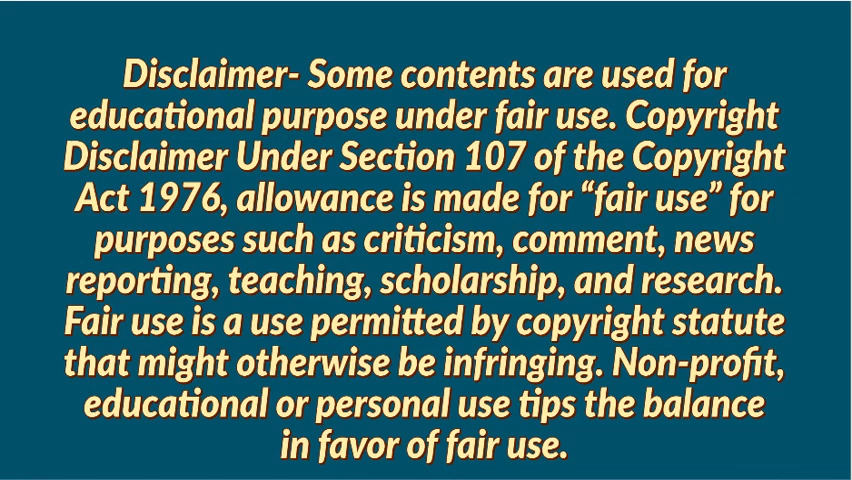 Disclaimer- Some contents are used for
educational purpose under fair use. Copyright
Disclaimer Under Section 107 of the Copyright
Act 1976, allowance is made for “fair use” for
purposes such as criticism, comment, news
reporting, teaching, scholarship, and research.
Fair use is a use permitted by copyright statute
that might otherwise be infringing. Non-profit,
educational or personal use tips the balance
in favor of fair use.